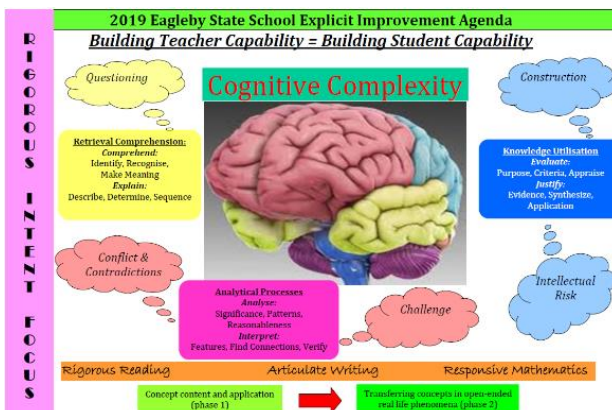 2019 Eagleby State School Explicit Improvement Agenda
Building Teacher Capability = Building Student Capability
RIGOROUS INTENT FOCUS
Questioning
Cognitive Complexity
Construction
Retrieval Comprehension:
Comprehend:
Identify, Recognise,
Make Meaning
Explain:
Describe, Determine, Sequence
Knowledge Utilisation
Evaluate:
Purpose, Criteria, Appraise
Justify:
Evidence, Synthesize,
Application
Conflict &
Contradictions
Analytical Processes
Analyse:
Significance, Patterns,
Reasonableness
Interpret:
Features, Find Connections, Verify
Challenge
Intellectual
Risk
Rigorous Reading
Articulate Writing
Responsive Mathematics
Concept content and application
(phase 1)
Transferring concepts in open-ended
real life phenomena (phase 2)